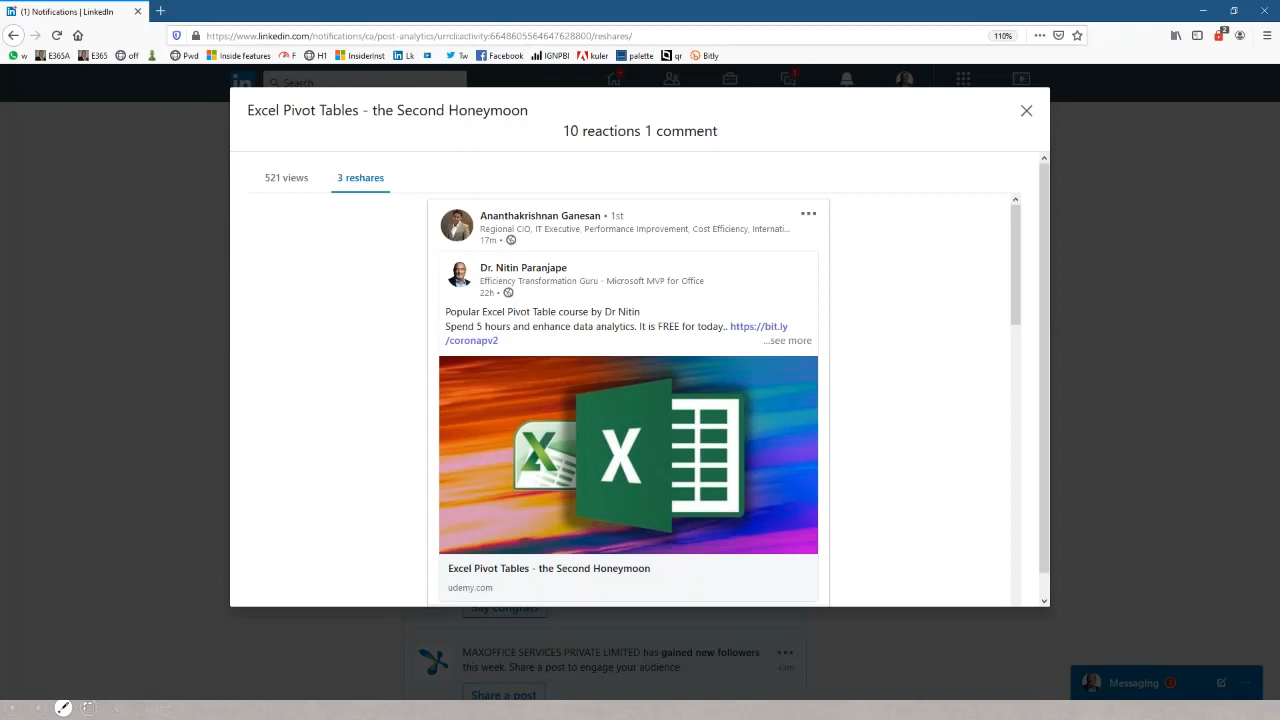 (1) Notifications | LinkedIn
https://www.linkedin.com/notifications/ca/post-analytics/urn:li:activity:6648605564647628800/reshares/
110%
2
w
E365A
E365
off
Pwd
Inside features
F
H1
InsiderInst
Lk
Tw
Facebook
IGNPBI
kuler
palette
qr
Bitly
in
Search
Excel Pivot Tables - the Second Honeymoon
10 reactions 1 comment
521 views
3 reshares
Ananthakrishnan Ganesan • 1st
Regional CIO, IT Executive, Performance Improvement, Cost Efficiency, Internati...
17m •
Dr. Nitin Paranjape
Efficiency Transformation Guru - Microsoft MVP for Office
22h •
Popular Excel Pivot Table course by Dr Nitin
Spend 5 hours and enhance data analytics. It is FREE for today.. https://bit.ly
/coronapv2
...see more
X X
Excel Pivot Tables - the Second Honeymoon
udemy.com
Say congrats
MAXOFFICE SERVICES PRIVATE LIMITED has gained new followers
this week. Share a post to engage your audience
43m
Share a post
Messaging